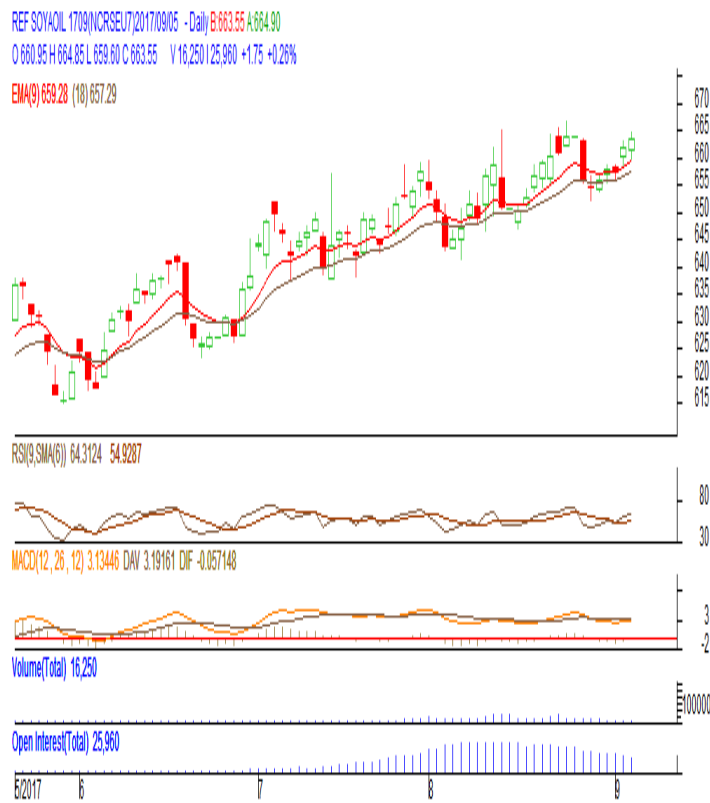 REF SOYAOIL 1709(NCRSEU7)2017/09/05 - Daily B:663.55 A:664.90
O 660.95 H 664.85 L 659.60 C 663.55 V 16,250 I 25,960 +1.75 +0.26%
EMA(9) 659.28 (18) 657.29
670
665
660
655
650
645
640
635
630
625
620
615
RSI(9,SMA(6)) 64.3124 54.9287
80
30
MACD(12 , 26 , 12) 3.13446 DAV 3.19161 DIF -0.057148
3
-2
Volume(Total) 16,250
100000
Open Interest(Total) 25,960
5/2017 6 7 8 9